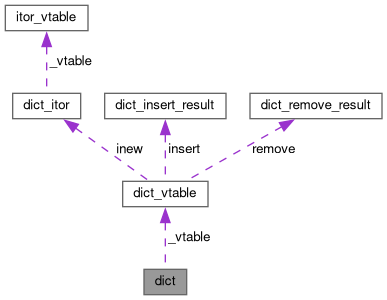 itor_vtable
_vtable
dict_itor dict_insert_result dict_remove_result
inew insert remove
dict_vtable
_vtable
dict